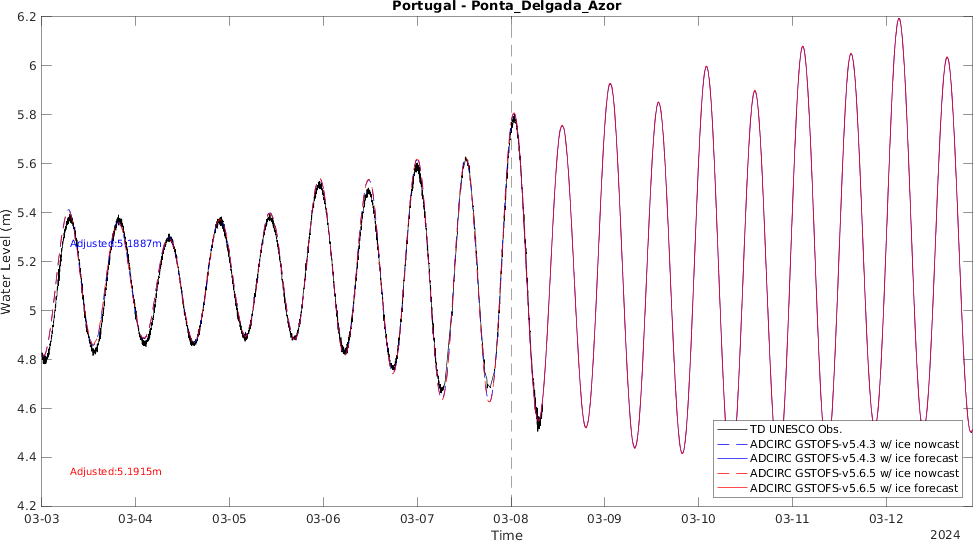 Portugal - Ponta_Delgada_Azor
6.2
6
5.8
5.6
5.4
5.2
5
4.8
4.6
4.4
4.2
Water Level (m)
Adjusted:5.1887m
Adjusted:5.1915m
TD UNESCO Obs.
ADCIRC GSTOFS-v5.4.3 w/ ice nowcast
ADCIRC GSTOFS-v5.4.3 w/ ice forecast
ADCIRC GSTOFS-v5.6.5 w/ ice nowcast
ADCIRC GSTOFS-v5.6.5 w/ ice forecast
03-03 03-04 03-05 03-06 03-07 03-08 03-09 03-10 03-11 03-12
Time
2024